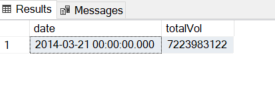 Results Messages
date totalVol
1 2014-03-21 00:00:00.000 7223983122